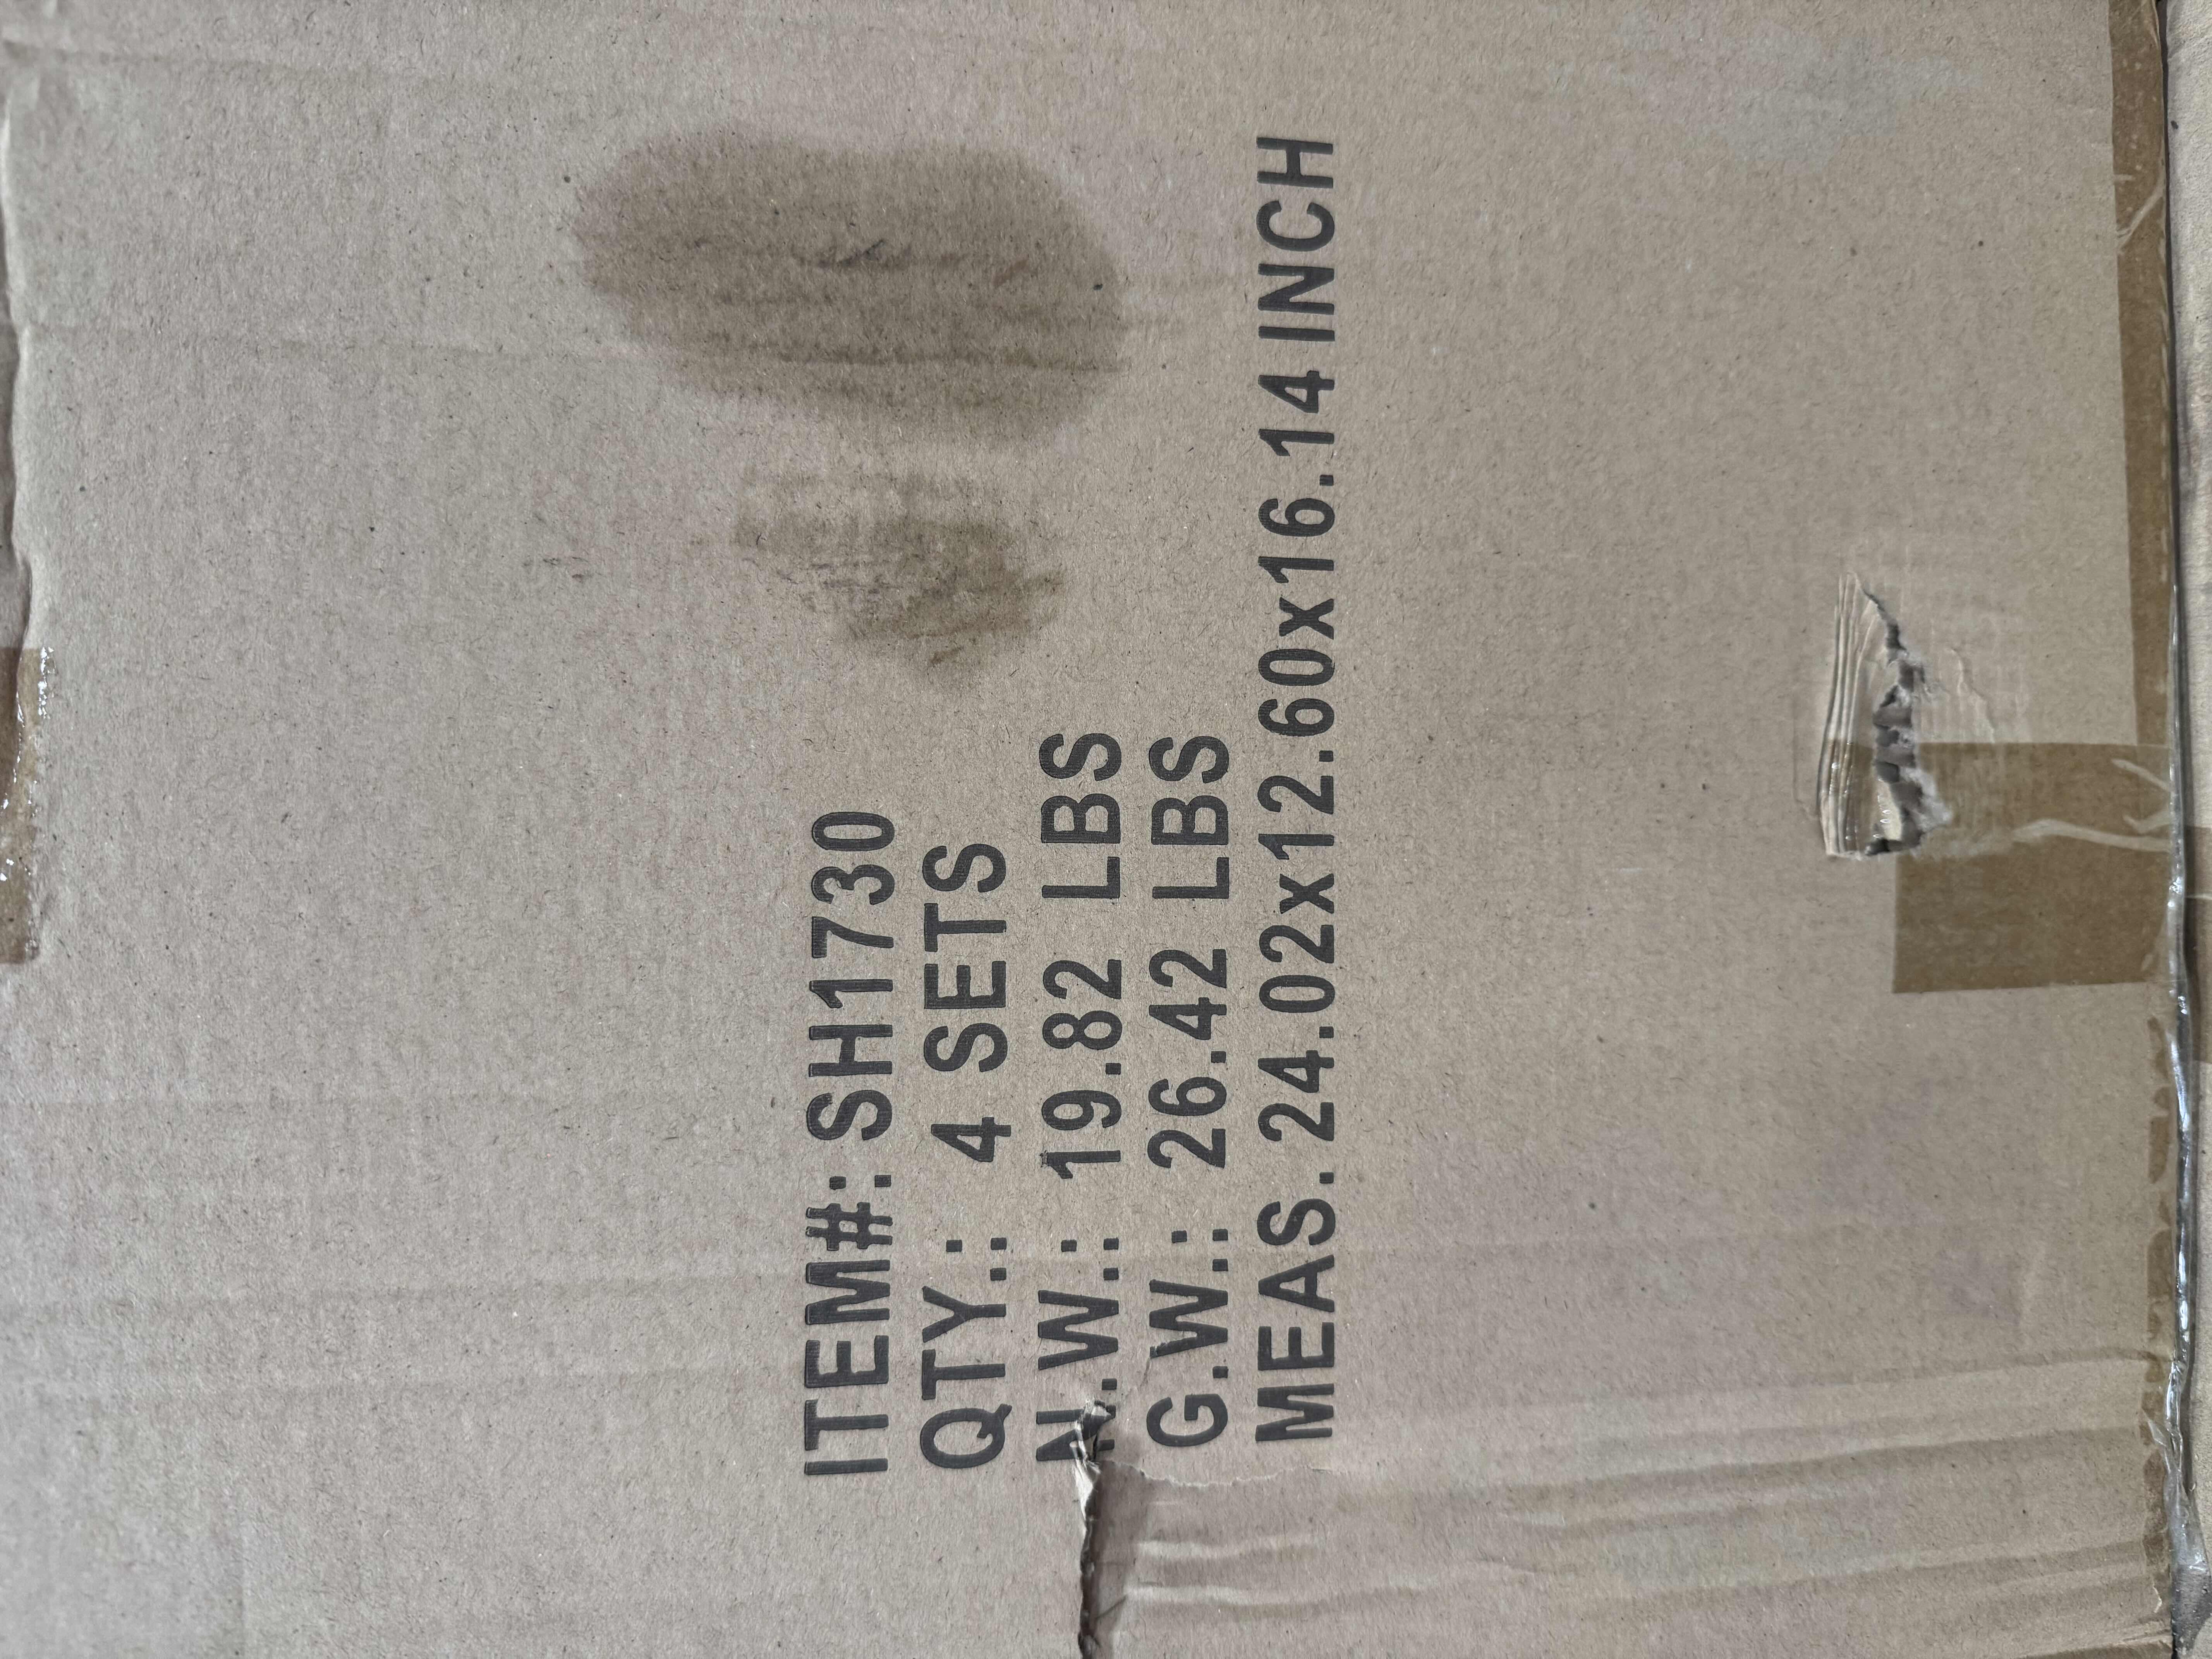 ITEM#: SH1730
QTY.: 4 SETS
N.W.: 19.82 LBS
G.W.: 26.42 LBS
MEAS. 24.02x12.60x16.14 INCH